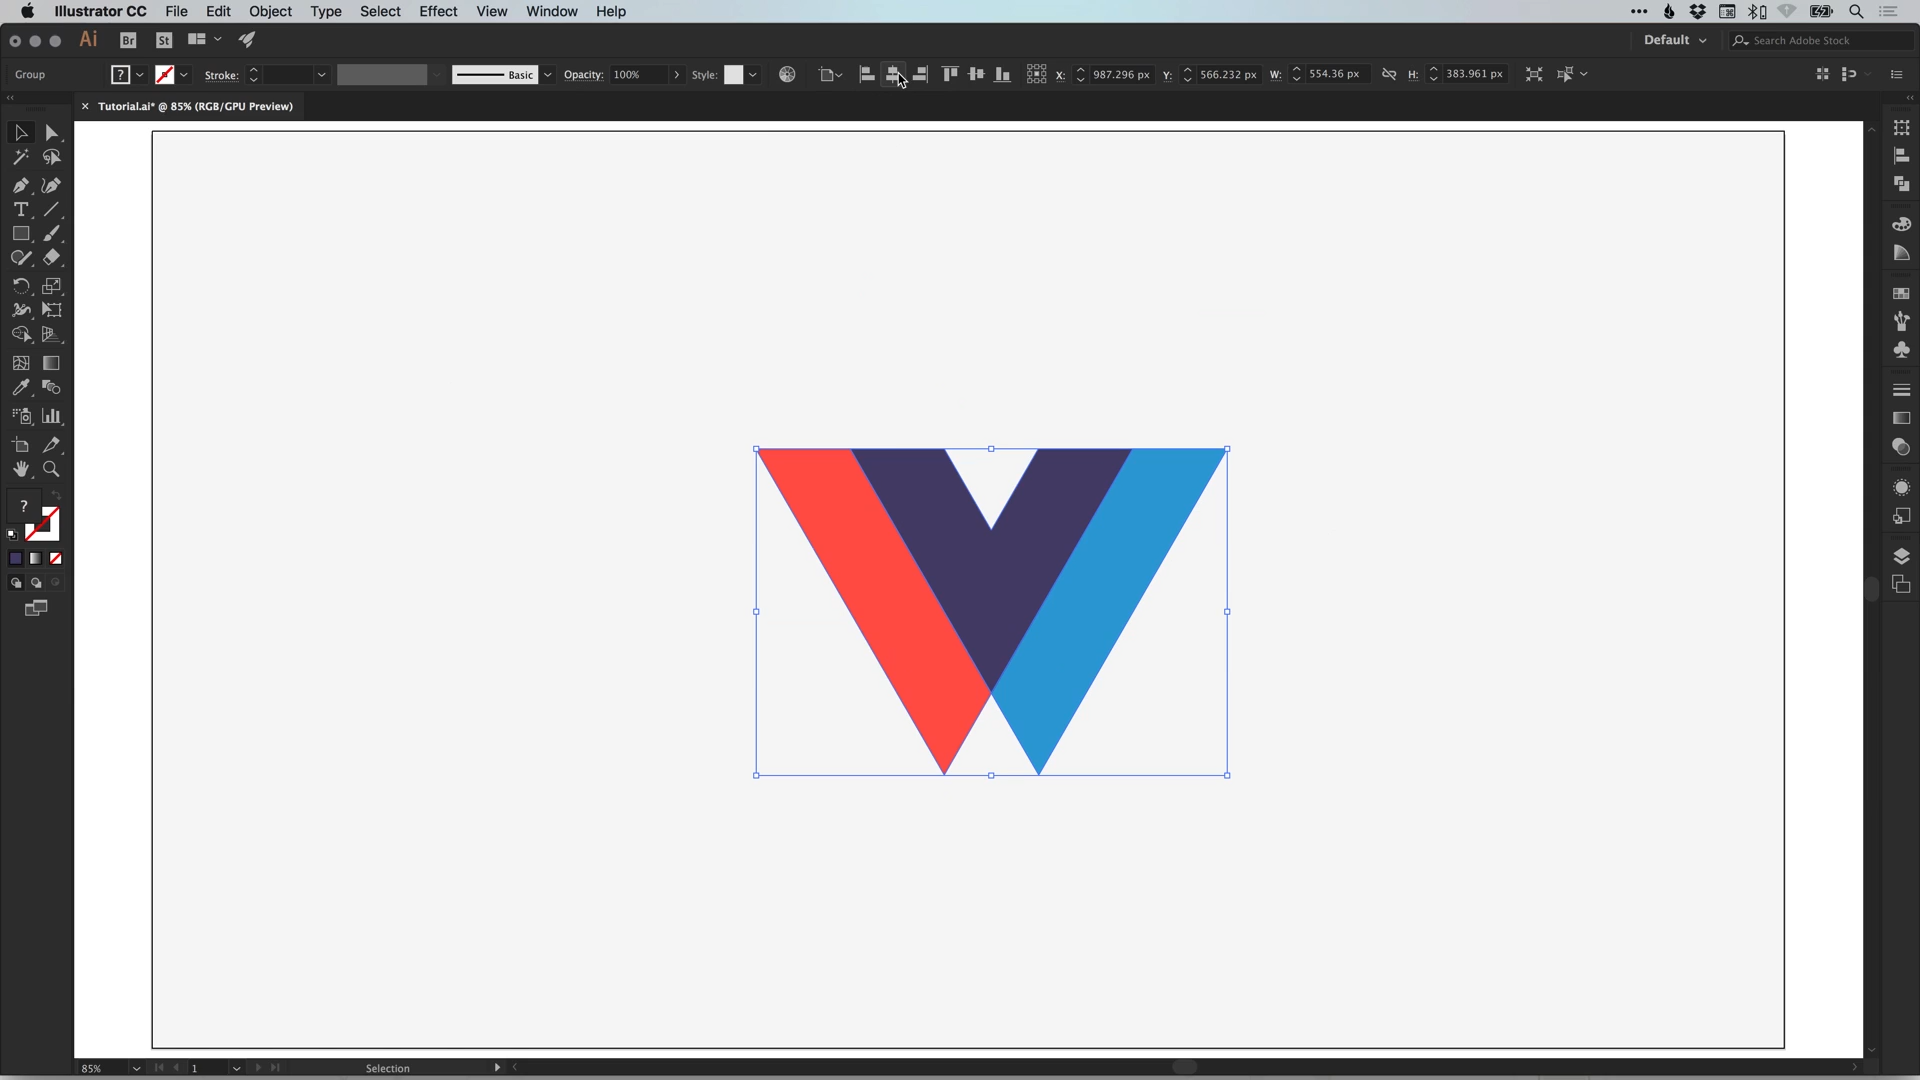 Illustrator CC File Edit Object Type Select Effect View Window Help
Ai Br St Default Search Adobe Stock
Group ? Stroke: Basic Opacity: 100% Style: X: 987.296 px Y: 566.232 px W: 554.36 px H: 383.961 px
× Tutorial.ai* @ 85% (RGB/GPU Preview)
T
?
85% 1 Selection